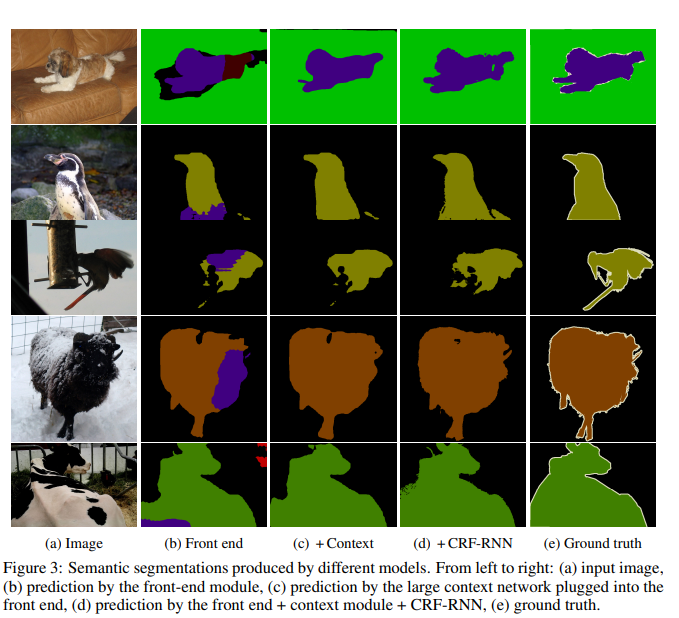 (a) Image (b) Front end (c) + Context (d) + CRF-RNN (e) Ground truth
Figure 3: Semantic segmentations produced by different models. From left to right: (a) input image,
(b) prediction by the front-end module, (c) prediction by the large context network plugged into the
front end, (d) prediction by the front end + context module + CRF-RNN, (e) ground truth.